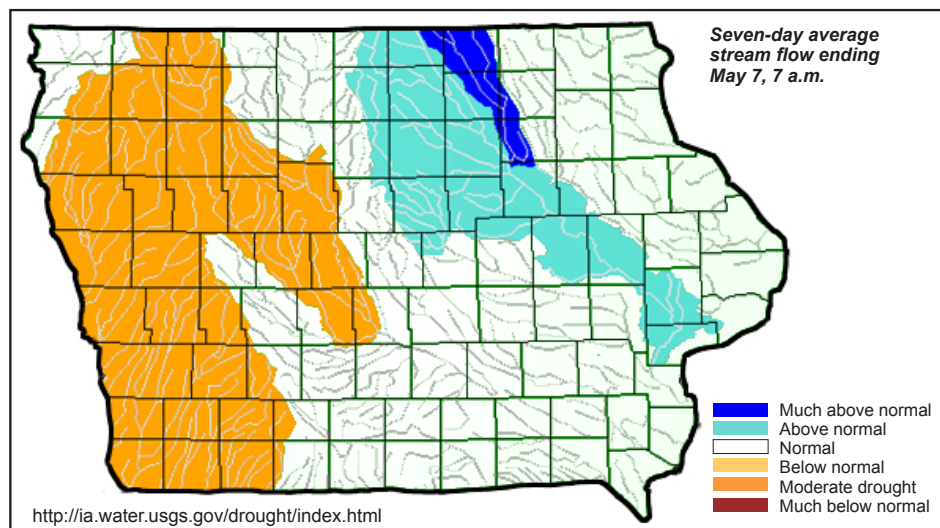 Seven-day average
stream flow ending
May 7, 7 a.m.
Much above normal
Above normal
Normal
Below normal
Moderate drought
Much below normal
http://ia.water.usgs.gov/drought/index.html